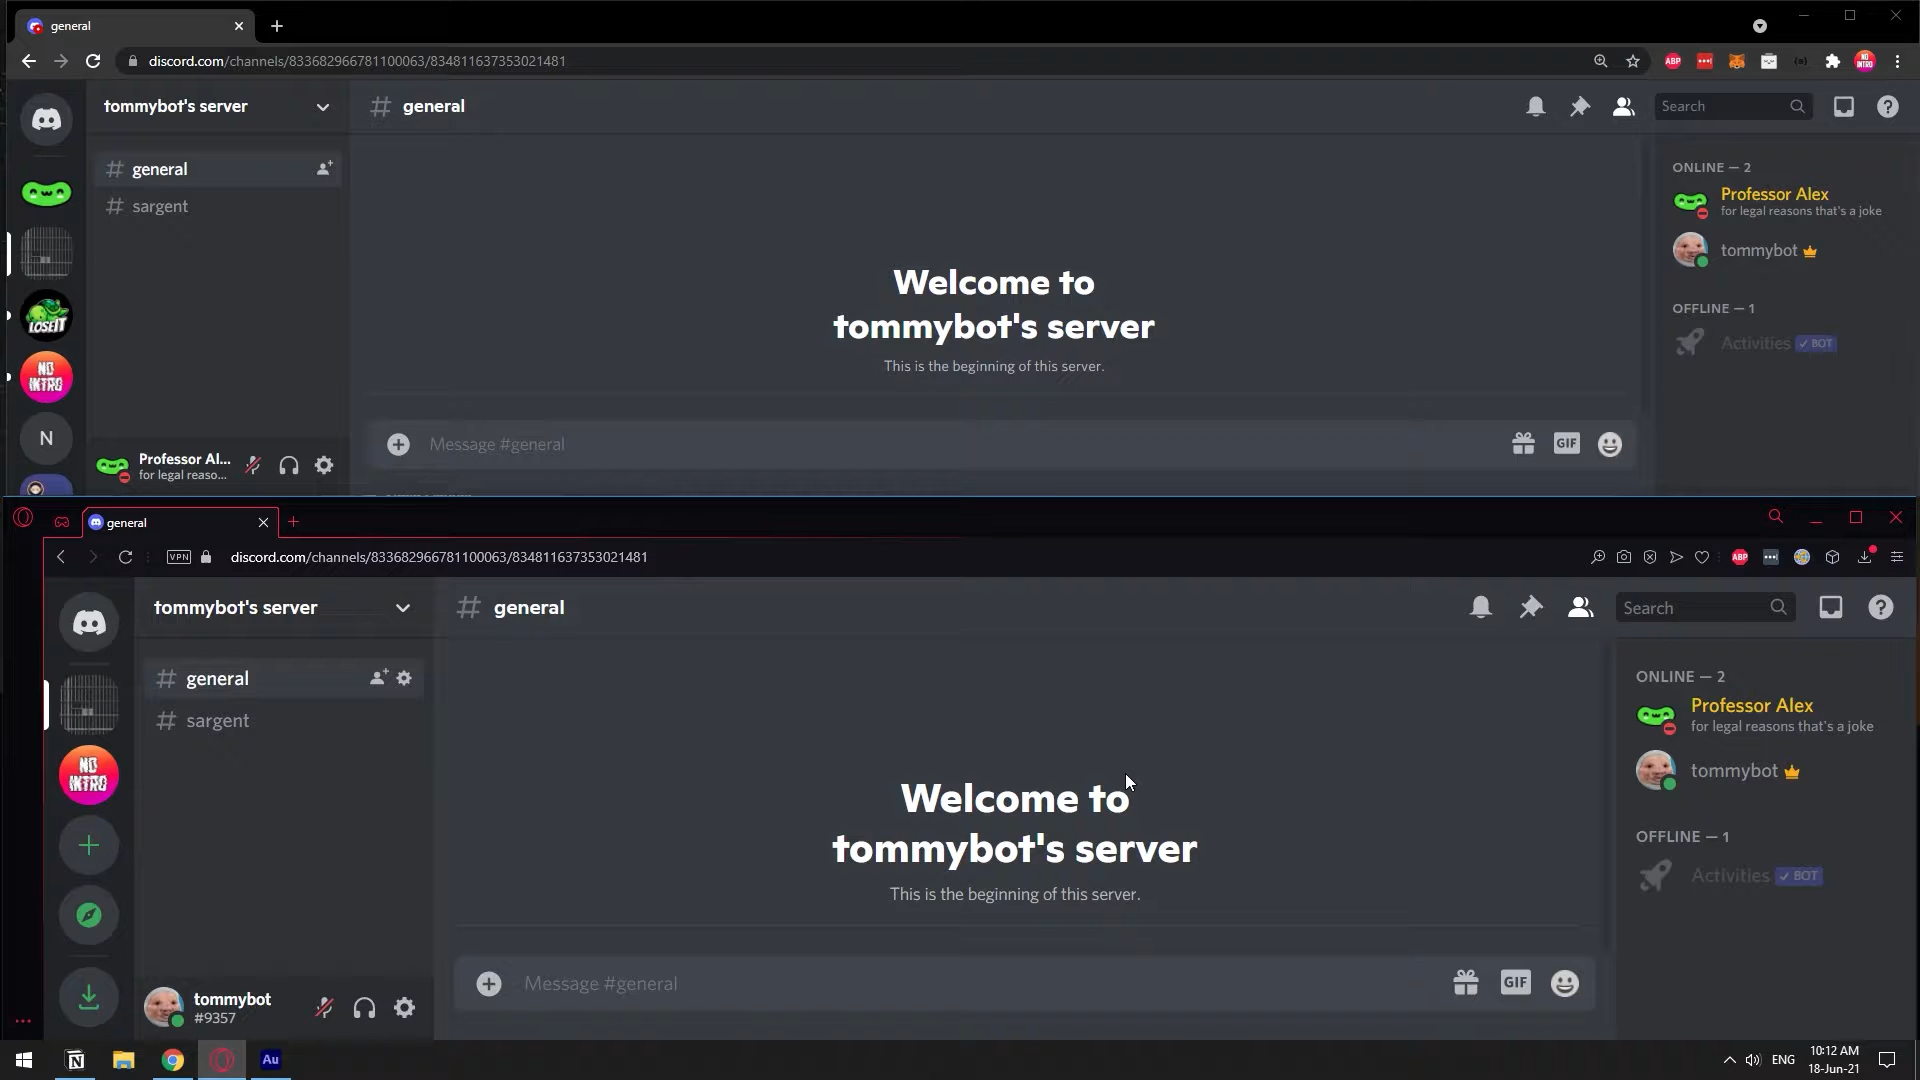 general
discord.com/channels/833682966781100063/834811637353021481
ABP
NO
INTRO
tommybot's server
general
Search
general
sargent
LOSEIT
NO
INTRO
N
Welcome to
tommybot's server
This is the beginning of this server.
ONLINE — 2
Professor Alex
for legal reasons that's a joke
tommybot
OFFLINE — 1
Activities ✓ BOT
Message #general
GIF
Professor Al...
for legal reaso...
general
VPN
discord.com/channels/833682966781100063/834811637353021481
ABP
tommybot's server
general
Search
general
sargent
NO
INTRO
Welcome to
tommybot's server
This is the beginning of this server.
ONLINE — 2
Professor Alex
for legal reasons that's a joke
tommybot
OFFLINE — 1
Activities ✓ BOT
Message #general
GIF
tommybot
#9357
Au
ENG
10:12 AM
18-Jun-21